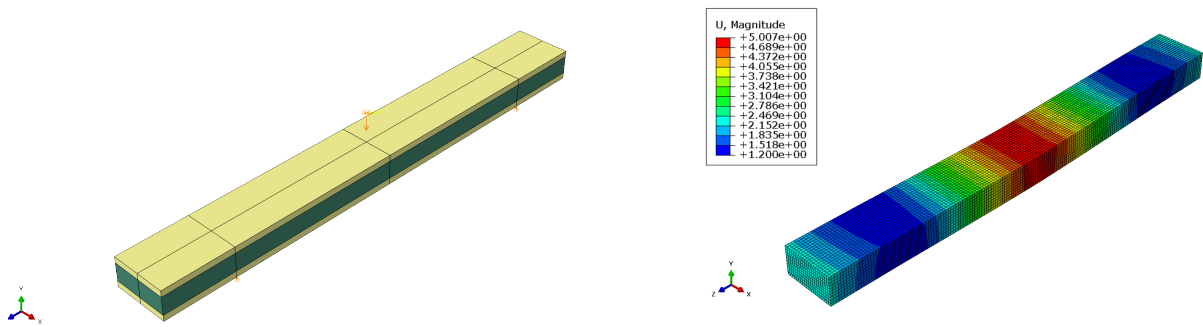 U, Magnitude
+5.007e+00
+4.689e+00
+4.372e+00
+4.055e+00
+3.738e+00
+3.421e+00
+3.104e+00
+2.786e+00
+2.469e+00
+2.152e+00
+1.835e+00
+1.518e+00
+1.200e+00
Y
Z
X
Y
Z
X